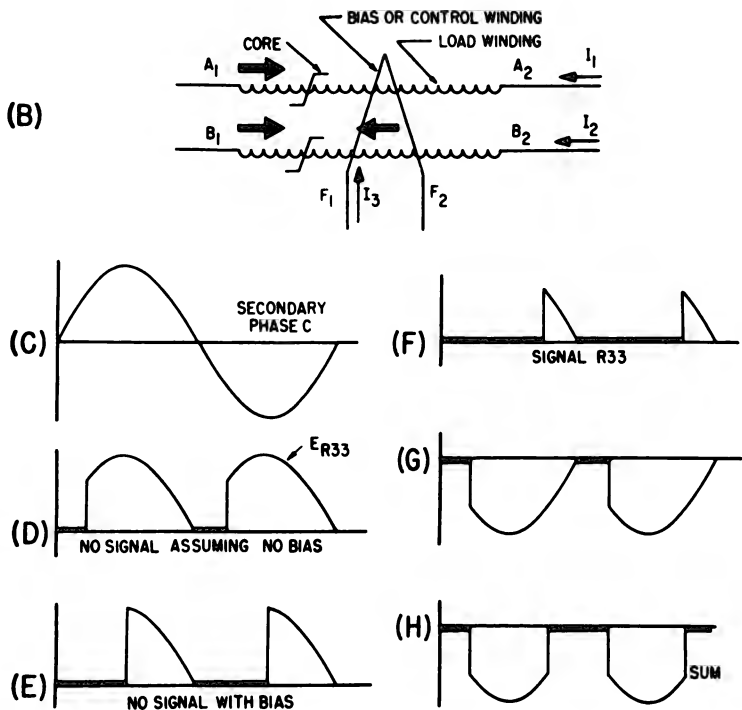 (B)
BIAS OR CONTROL WINDING
CORE
LOAD WINDING
A1
A2
I1
B1
B2
I2
F1
I3
F2
(C)
SECONDARY
PHASE C
(D)
ER33
NO SIGNAL ASSUMING NO BIAS
(E)
NO SIGNAL WITH BIAS
(F)
SIGNAL R33
(G)
(H)
SUM